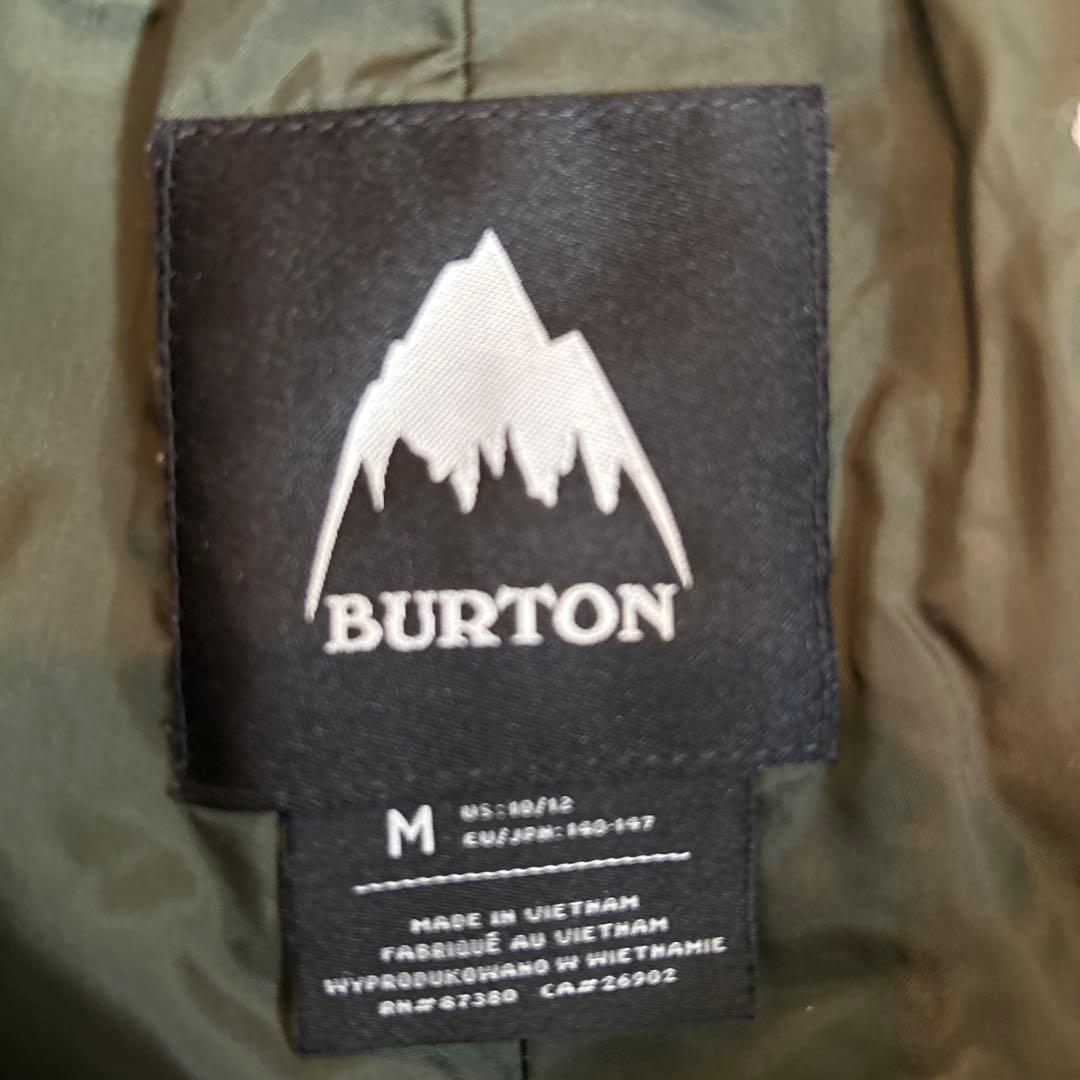 BURTON
M US:10/12
EU/JPN:140-147
MADE IN VIETNAM
FABRIQUÉ AU VIETNAM
WYPRODUKOWANO W WIETNAMIE
RN#87380 CA#26902